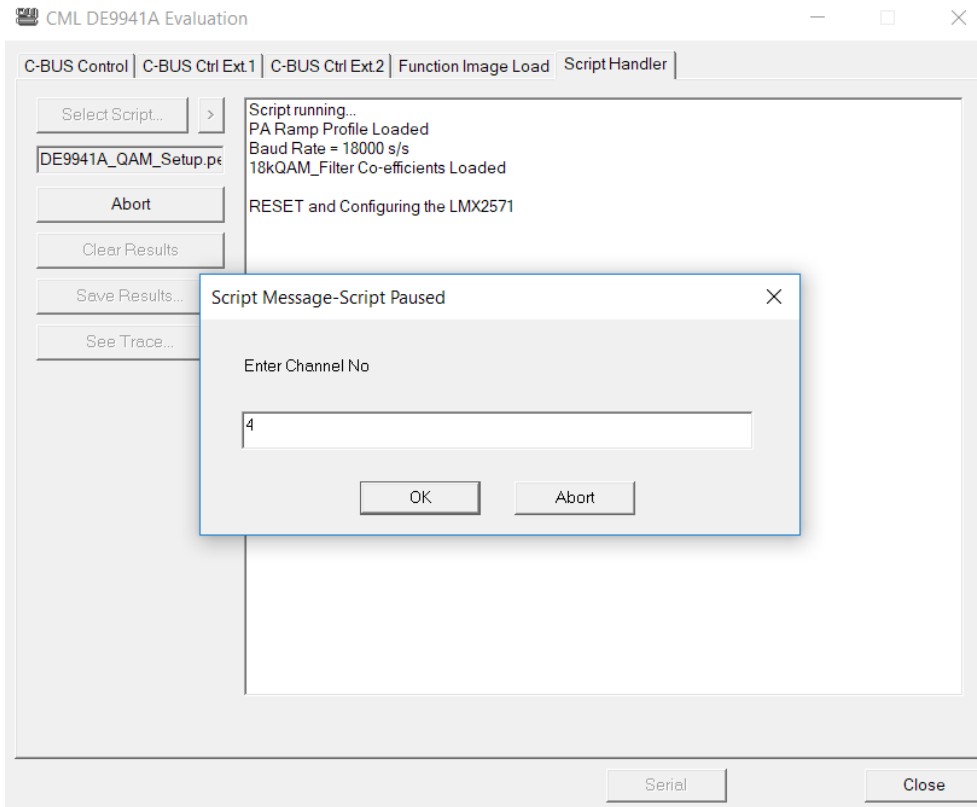 CML DE9941A Evaluation
C-BUS Control C-BUS Ctrl Ext.1 C-BUS Ctrl Ext.2 Function Image Load Script Handler
Select Script... >
DE9941A_QAM_Setup.pe
Abort
Clear Results
Save Results...
See Trace...
Script running...
PA Ramp Profile Loaded
Baud Rate = 18000 s/s
18kQAM_Filter Co-efficients Loaded
RESET and Configuring the LMX2571
Script Message-Script Paused
Enter Channel No
4
OK Abort
Serial Close